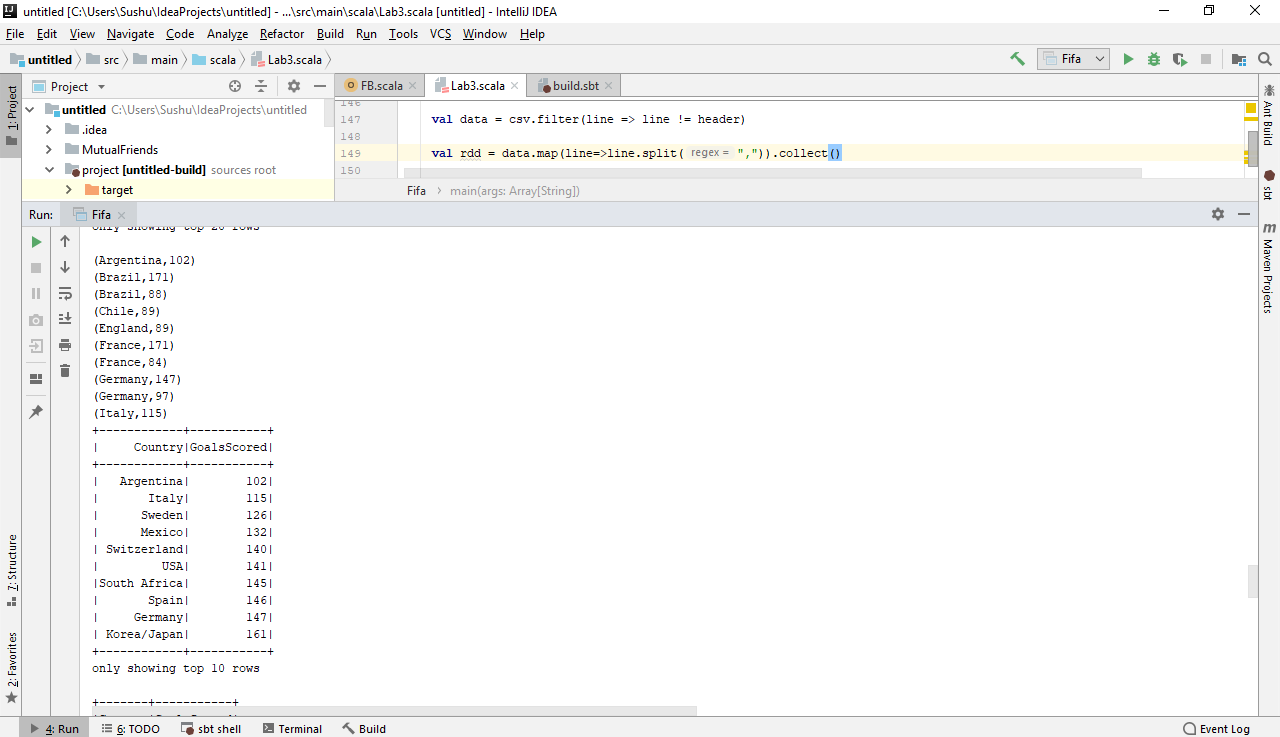 untitled [C:\Users\Sushu\IdeaProjects\untitled] - ...\src\main\scala\Lab3.scala [untitled] - IntelliJ IDEA
File Edit View Navigate Code Analyze Refactor Build Run Tools VCS Window Help
untitled src main scala Lab3.scala
Fifa
Project
FB.scala Lab3.scala build.sbt
1: Project
untitled C:\Users\Sushu\IdeaProjects\untitled
.idea
MutualFriends
project [untitled-build] sources root
target
146
147 val data = csv.filter(line => line != header)
148
149 val rdd = data.map(line=>line.split( regex = ",")).collect()
150
Fifa > main(args: Array[String])
Ant Build
sbt
Maven Projects
Run: Fifa
only showing top 20 rows
(Argentina,102)
(Brazil,171)
(Brazil,88)
(Chile,89)
(England,89)
(France,171)
(France,84)
(Germany,147)
(Germany,97)
(Italy,115)
+------------+-----------+
|     Country|GoalsScored|
+------------+-----------+
|   Argentina|        102|
|       Italy|        115|
|      Sweden|        126|
|      Mexico|        132|
| Switzerland|        140|
|         USA|        141|
|South Africa|        145|
|       Spain|        146|
|     Germany|        147|
| Korea/Japan|        161|
+------------+-----------+
only showing top 10 rows
+-------+-----------+
7: Structure
2: Favorites
4: Run 6: TODO sbt shell Terminal Build Event Log